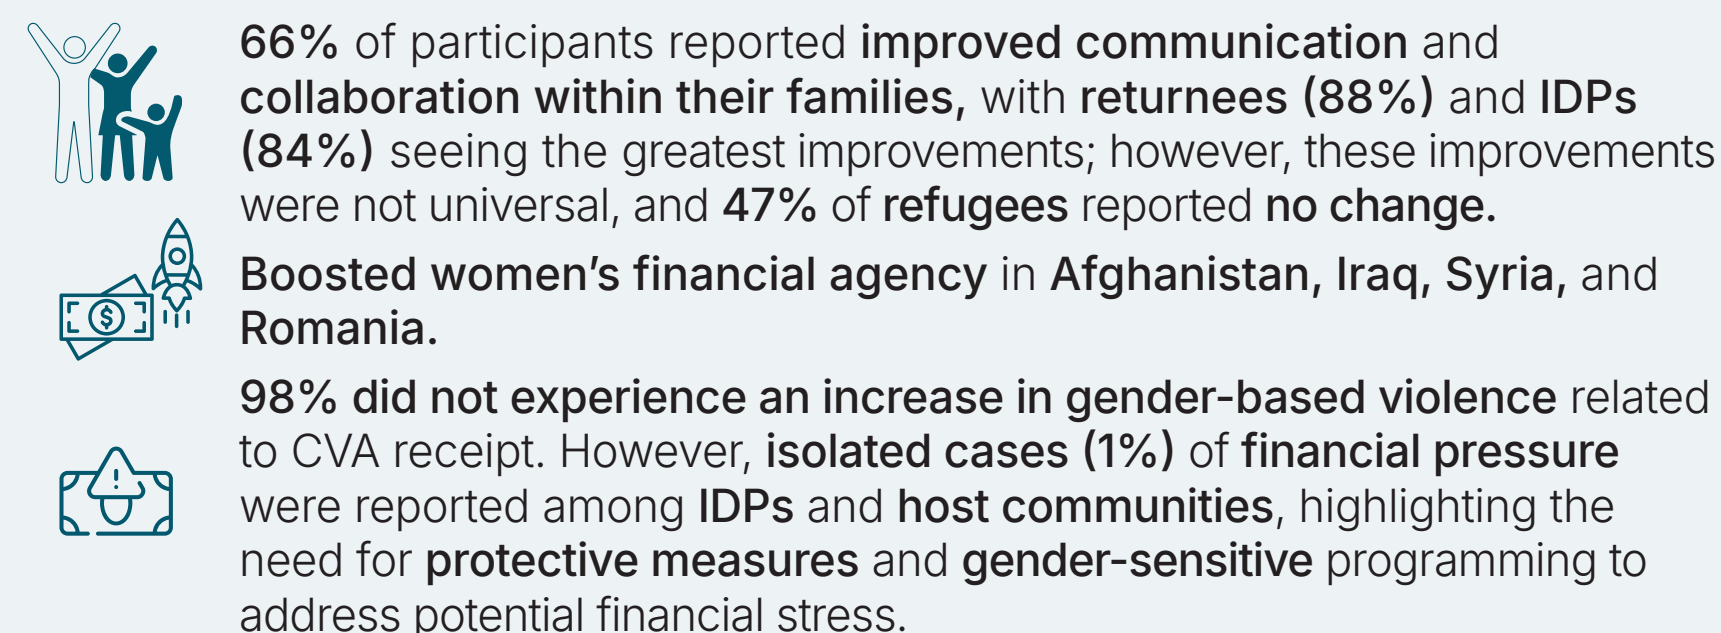 66% of participants reported improved communication and
collaboration within their families, with returnees (88%) and IDPs
(84%) seeing the greatest improvements; however, these improvements
were not universal, and 47% of refugees reported no change.
Boosted women's financial agency in Afghanistan, Iraq, Syria, and
Romania.
98% did not experience an increase in gender-based violence related
to CVA receipt. However, isolated cases (1%) of financial pressure
were reported among IDPs and host communities, highlighting the
need for protective measures and gender-sensitive programming to
address potential financial stress.